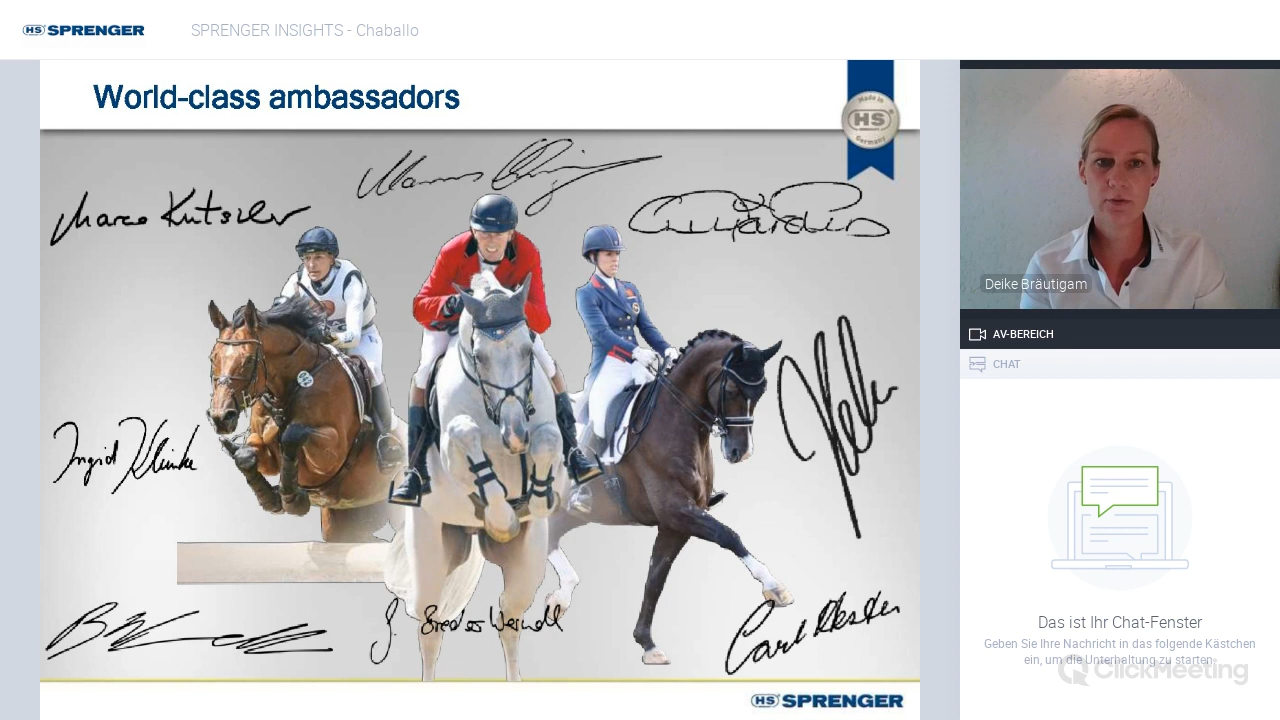 HS SPRENGER
SPRENGER INSIGHTS - Chaballo
World-class ambassadors
Made in
HS
Germany
Marco Kutscher
Ingrid Klimke
J. Bredow-Werndl
Carl Hester
HS SPRENGER
Deike Bräutigam
AV-BEREICH
CHAT
Das ist Ihr Chat-Fenster
Geben Sie Ihre Nachricht in das folgende Kästchen
ein, um die Unterhaltung zu starten.
ClickMeeting